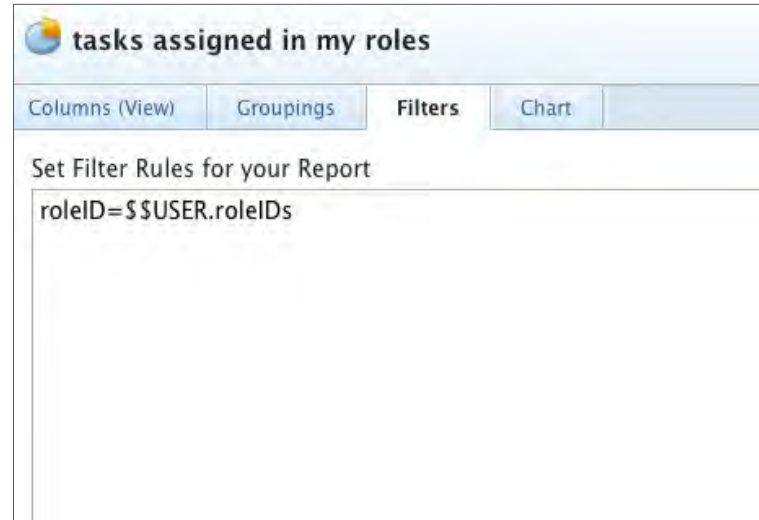 tasks assigned in my roles
Columns (View) Groupings Filters Chart
Set Filter Rules for your Report
roleID=$$USER.roleIDs